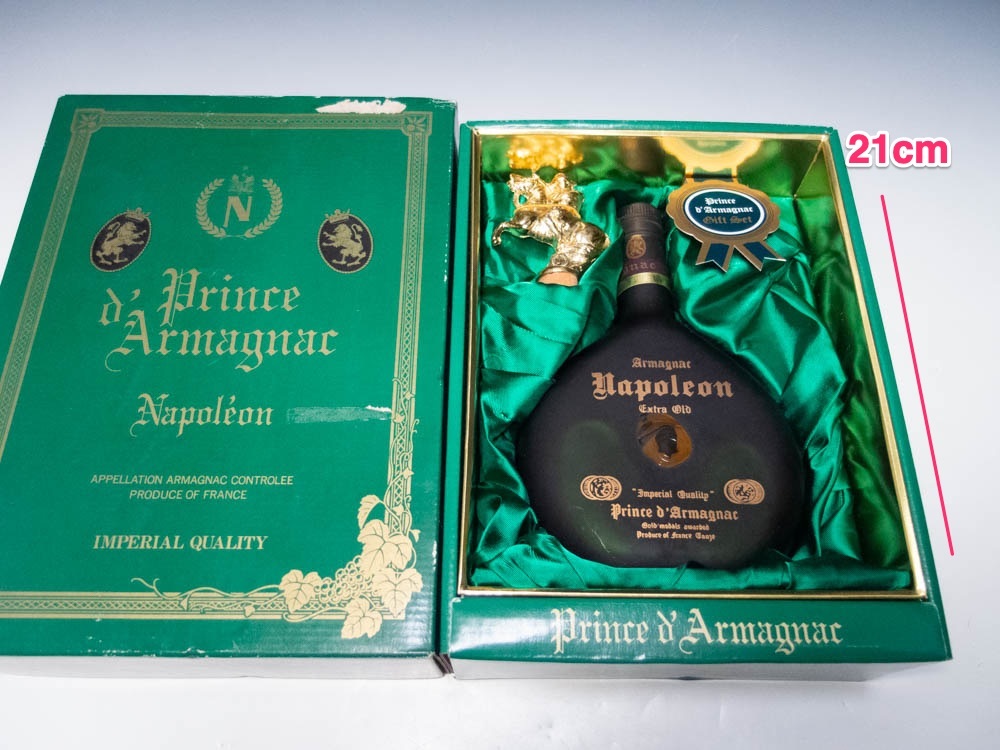 N
Prince
d'Armagnac
Napoléon
APPELLATION ARMAGNAC CONTROLEE
PRODUCE OF FRANCE
IMPERIAL QUALITY
21cm
Prince
d'Armagnac
Gift Set
Armagnac
Napoleon
Extra Old
"Imperial Quality"
Prince d'Armagnac
Gold medals awarded
Produce of France Eauze
Prince d'Armagnac